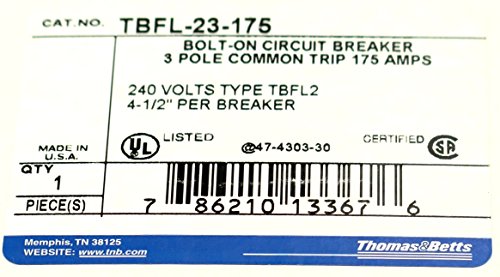 CAT.NO. TBFL-23-175
BOLT-ON CIRCUIT BREAKER
3 POLE COMMON TRIP 175 AMPS
240 VOLTS TYPE TBFL2
4-1/2" PER BREAKER
MADE IN
U.S.A.
UL
LISTED
@47-4303-30
CERTIFIED
SA
QTY
1
PIECE(S)
7 86210 13367 6
Memphis, TN 38125
WEBSITE: www.tnb.com
Thomas&Betts